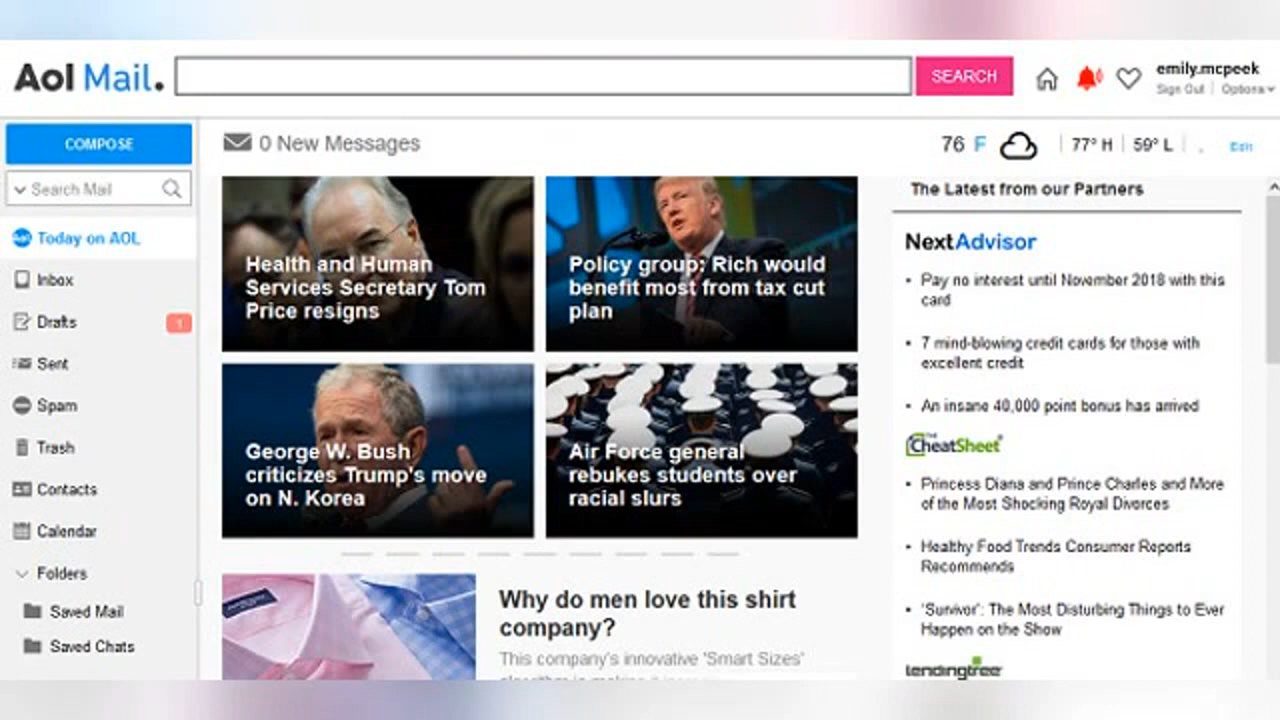 Aol Mail.
SEARCH
emily.mcpeek
Sign Out | Options
COMPOSE
Search Mail
Today on AOL
Inbox
Drafts 1
Sent
Spam
Trash
Contacts
Calendar
Folders
Saved Mail
Saved Chats
0 New Messages
76 F
77° H
59° L
Edit
Health and Human
Services Secretary Tom
Price resigns
Policy group: Rich would
benefit most from tax cut
plan
George W. Bush
criticizes Trump's move
on N. Korea
Air Force general
rebukes students over
racial slurs
Why do men love this shirt
company?
This company's innovative 'Smart Sizes'
The Latest from our Partners
NextAdvisor
Pay no interest until November 2018 with this
card
7 mind-blowing credit cards for those with
excellent credit
An insane 40,000 point bonus has arrived
THE
CheatSheet
Princess Diana and Prince Charles and More
of the Most Shocking Royal Divorces
Healthy Food Trends Consumer Reports
Recommends
'Survivor': The Most Disturbing Things to Ever
Happen on the Show
lendingtree